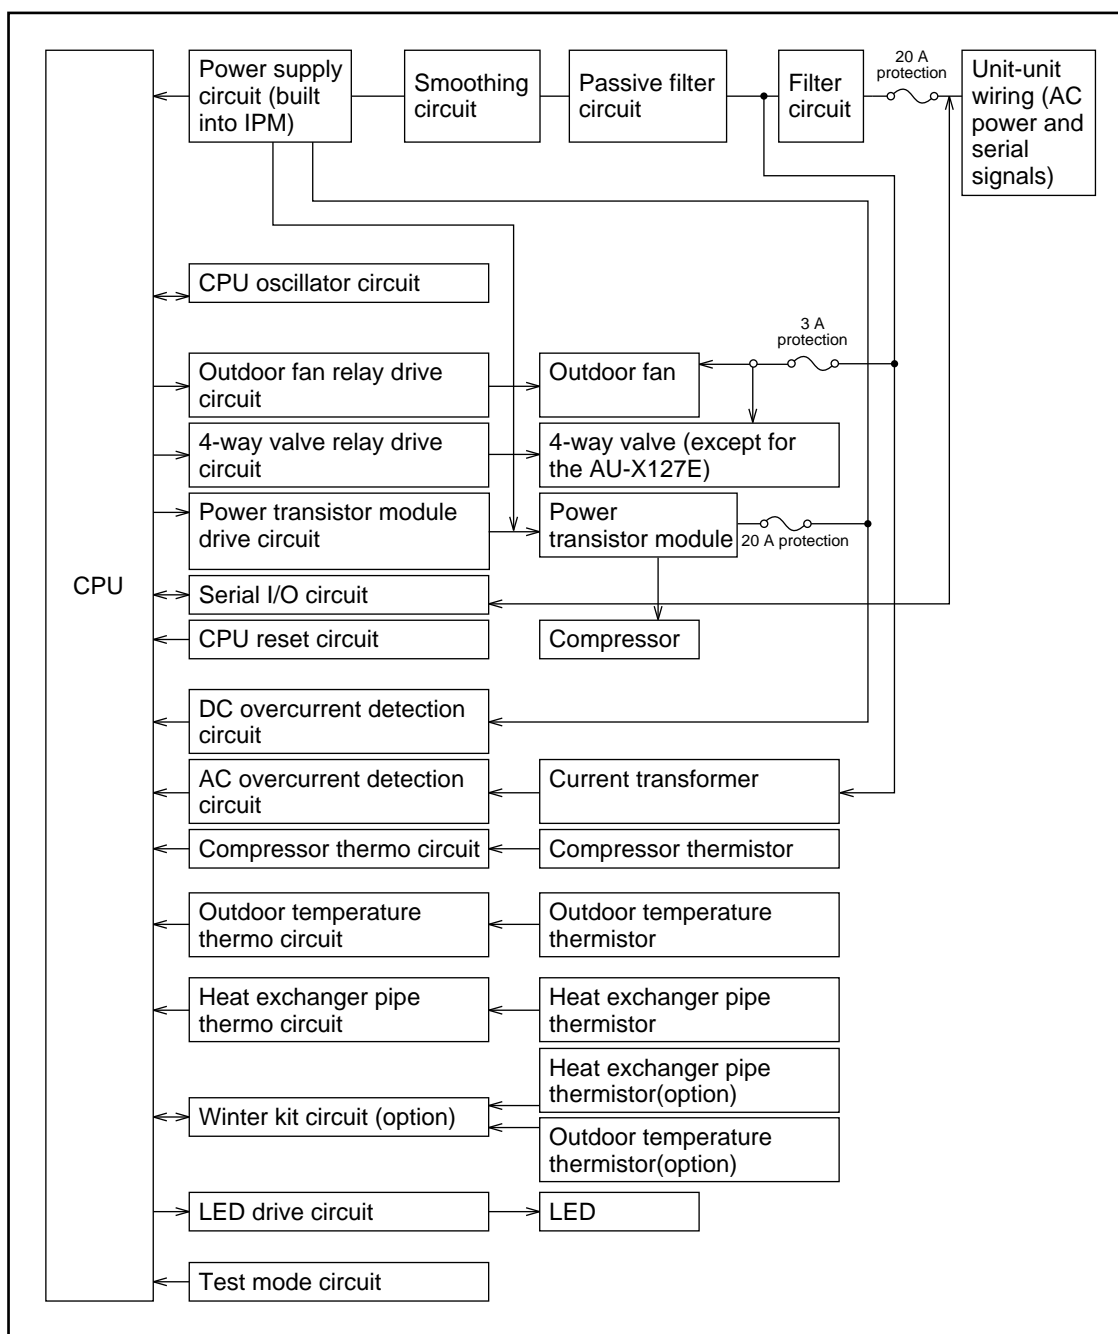 Power supply
circuit (built
into IPM)
Smoothing
circuit
Passive filter
circuit
Filter
circuit
20 A
protection
Unit-unit
wiring (AC
power and
serial
signals)
CPU oscillator circuit
3 A
protection
Outdoor fan relay drive
circuit
Outdoor fan
4-way valve relay drive
circuit
4-way valve (except for
the AU-X127E)
Power transistor module
drive circuit
Power
transistor module
20 A protection
CPU
Serial I/O circuit
CPU reset circuit
Compressor
DC overcurrent detection
circuit
AC overcurrent detection
circuit
Current transformer
Compressor thermo circuit
Compressor thermistor
Outdoor temperature
thermo circuit
Outdoor temperature
thermistor
Heat exchanger pipe
thermo circuit
Heat exchanger pipe
thermistor
Heat exchanger pipe
thermistor(option)
Winter kit circuit (option)
Outdoor temperature
thermistor(option)
LED drive circuit
LED
Test mode circuit